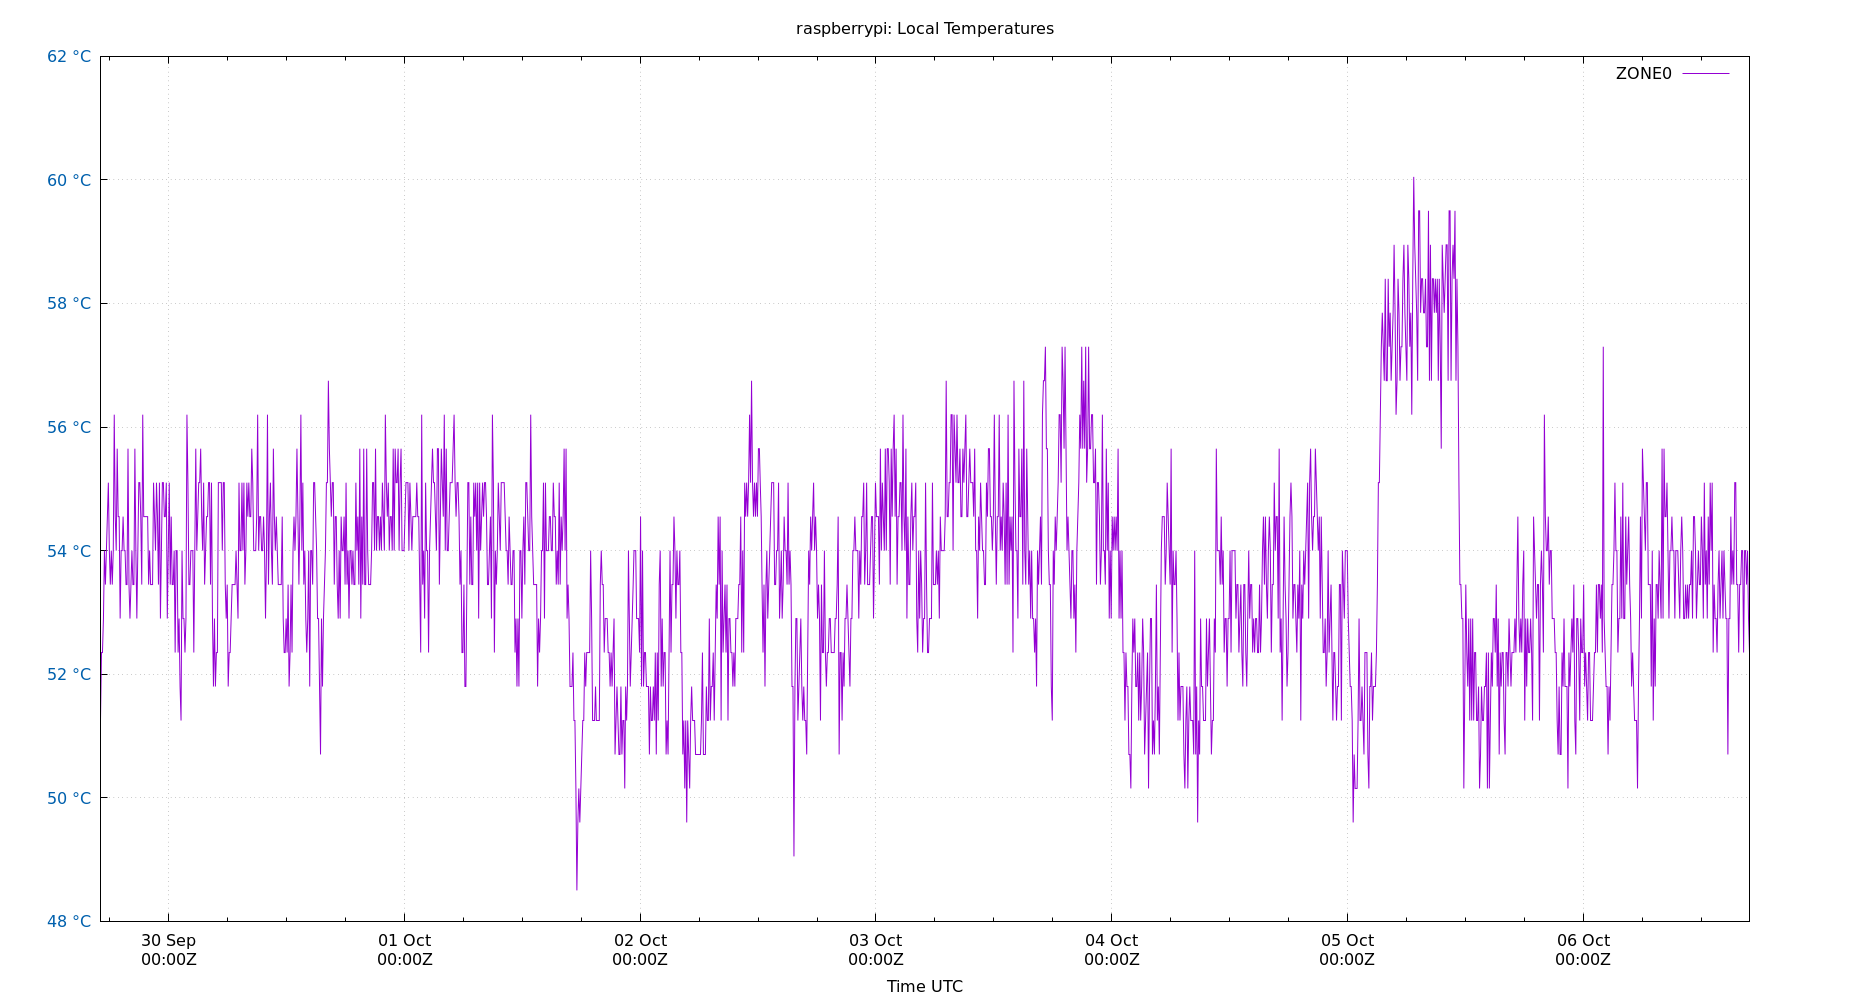 raspberrypi: Local Temperatures
ZONE0
62 °C
60 °C
58 °C
56 °C
54 °C
52 °C
50 °C
48 °C
30 Sep 01 Oct 02 Oct 03 Oct 04 Oct 05 Oct 06 Oct
00:00Z 00:00Z 00:00Z 00:00Z 00:00Z 00:00Z 00:00Z
Time UTC